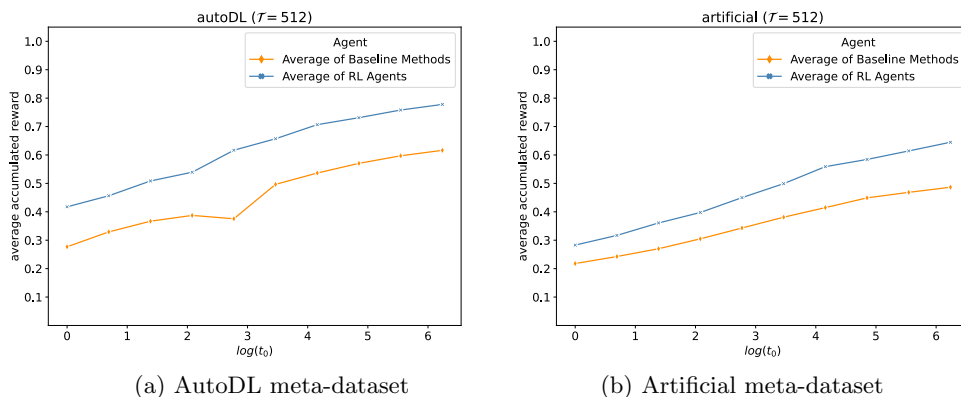 autoDL (𝒯 = 512)
average accumulated reward
1.0
0.9
0.8
0.7
0.6
0.5
0.4
0.3
0.2
0.1
Agent
Average of Baseline Methods
Average of RL Agents
0 1 2 3 4 5 6
log(t₀)
(a) AutoDL meta-dataset
artificial (𝒯 = 512)
average accumulated reward
1.0
0.9
0.8
0.7
0.6
0.5
0.4
0.3
0.2
0.1
Agent
Average of Baseline Methods
Average of RL Agents
0 1 2 3 4 5 6
log(t₀)
(b) Artificial meta-dataset